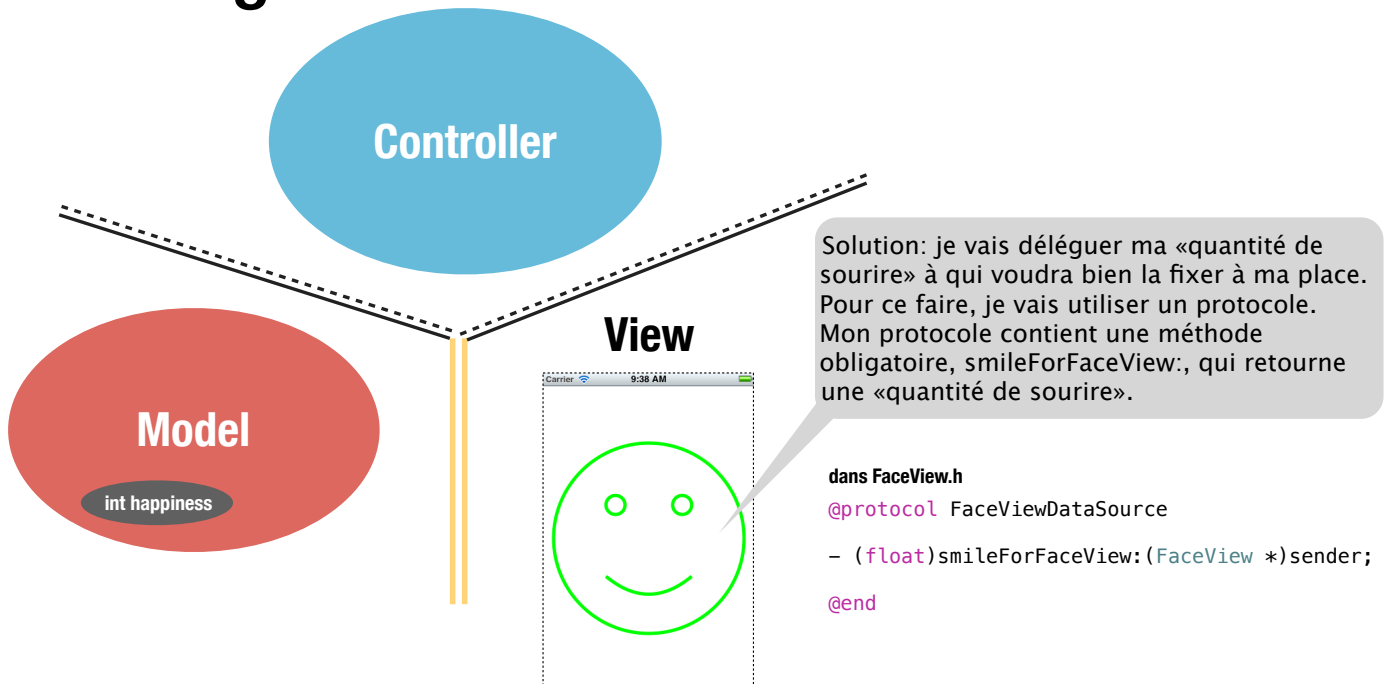 Controller
Solution: je vais déléguer ma «quantité de
sourire» à qui voudra bien la fixer à ma place.
Pour ce faire, je vais utiliser un protocole.
Mon protocole contient une méthode
obligatoire, smileForFaceView:, qui retourne
une «quantité de sourire».
View
Carrier 9:38 AM
Model
int happiness
dans FaceView.h
@protocol FaceViewDataSource
- (float)smileForFaceView:(FaceView *)sender;
@end